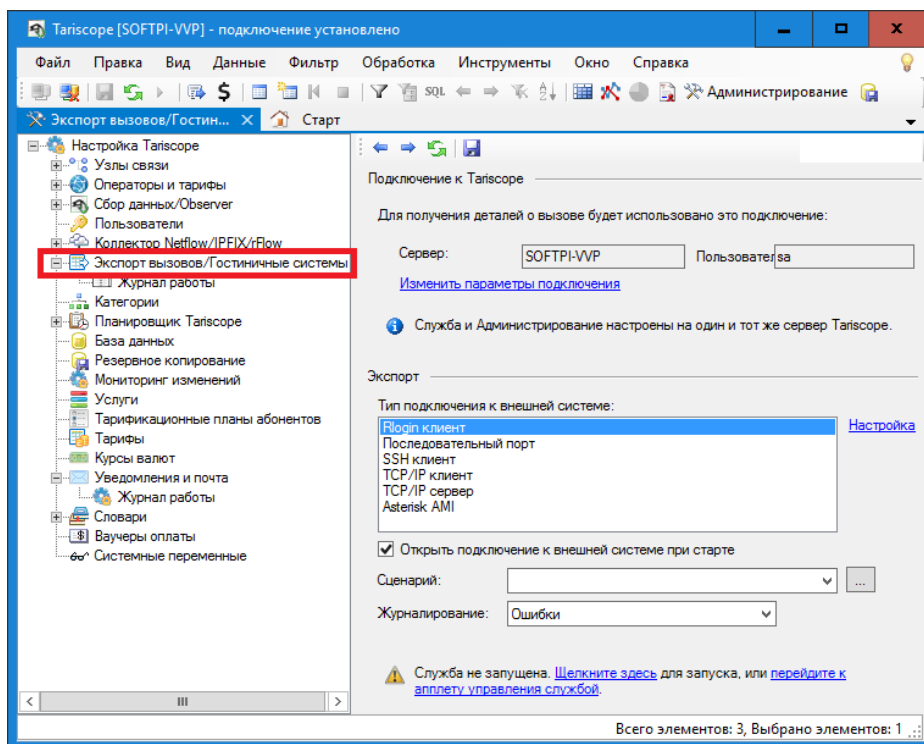 Tariscope [SOFTPI-VVP] - подключение установлено
Файл Правка Вид Данные Фильтр Обработка Инструменты Окно Справка
SQL Администрирование
Экспорт вызовов/Гостин... Старт
Настройка Tariscope
Узлы связи
Операторы и тарифы
Сбор данных/Observer
Пользователи
Коллектор Netflow/IPFIX/rFlow
Экспорт вызовов/Гостиничные системы
Журнал работы
Категории
Планировщик Tariscope
База данных
Резервное копирование
Мониторинг изменений
Услуги
Тарификационные планы абонентов
Тарифы
Курсы валют
Уведомления и почта
Журнал работы
Словари
Ваучеры оплаты
Системные переменные
Подключение к Tariscope
Для получения деталей о вызове будет использовано это подключение:
Сервер: SOFTPI-VVP Пользовател sa
Изменить параметры подключения
Служба и Администрирование настроены на один и тот же сервер Tariscope.
Экспорт
Тип подключения к внешней системе:
Rlogin клиент
Настройка
Последовательный порт
SSH клиент
TCP/IP клиент
TCP/IP сервер
Asterisk AMI
Открыть подключение к внешней системе при старте
Сценарий: ...
Журналирование: Ошибки
Служба не запущена. Щелкните здесь для запуска, или перейдите к
апплету управления службой.
Всего элементов: 3, Выбрано элементов: 1